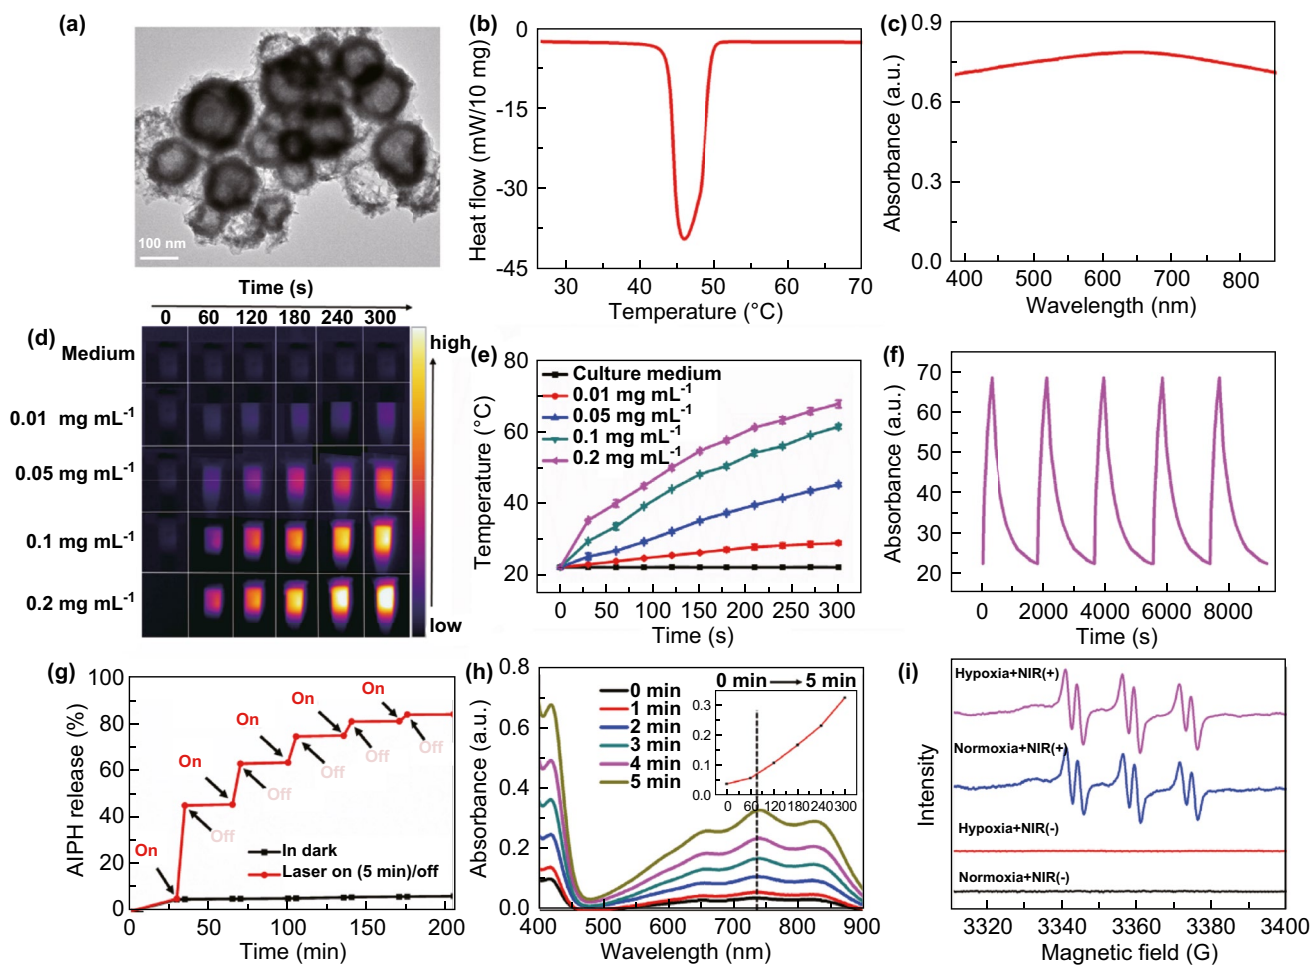 (a)
100 nm
(b)
Heat flow (mW/10 mg)
0
-15
-30
-45
30 40 50 60 70
Temperature (°C)
(c)
Absorbance (a.u.)
0.9
0.6
0.3
0.0
400 500 600 700 800
Wavelength (nm)
(d)
Time (s)
0 60 120 180 240 300
Medium
0.01 mg mL-1
0.05 mg mL-1
0.1 mg mL-1
0.2 mg mL-1
high
low
(e)
Temperature (°C)
80
60
40
20
Culture medium
0.01 mg mL-1
0.05 mg mL-1
0.1 mg mL-1
0.2 mg mL-1
0 50 100 150 200 250 300
Time (s)
(f)
Absorbance (a.u.)
70
60
50
40
30
20
0 2000 4000 6000 8000
Time (s)
(g)
AIPH release (%)
100
80
60
40
20
0
On
On
On
On
On
Off
Off
Off
Off
Off
In dark
Laser on (5 min)/off
0 50 100 150 200
Time (min)
(h)
Absorbance (a.u.)
0.8
0.6
0.4
0.2
0.0
0 min
1 min
2 min
3 min
4 min
5 min
0 min 5 min
0.3
0.2
0.1
0.0
0 60 120 180 240 300
400 500 600 700 800 900
Wavelength (nm)
(i)
Intensity
Hypoxia+NIR(+)
Normoxia+NIR(+)
Hypoxia+NIR(-)
Normoxia+NIR(-)
3320 3340 3360 3380 3400
Magnetic field (G)